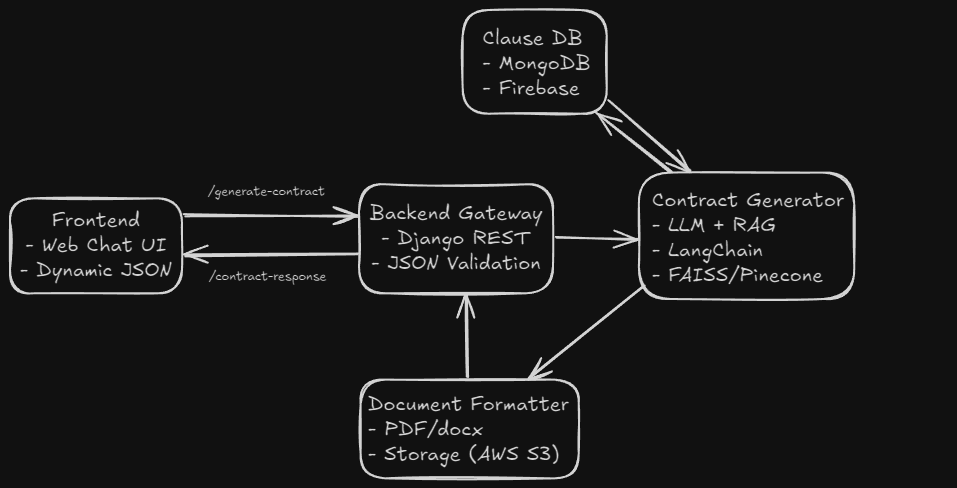 Clause DB
- MongoDB
- Firebase
/generate-contract
Frontend
- Web Chat UI
- Dynamic JSON
/contract-response
Backend Gateway
- Django REST
- JSON Validation
Contract Generator
- LLM + RAG
- LangChain
- FAISS/Pinecone
Document Formatter
- PDF/docx
- Storage (AWS S3)